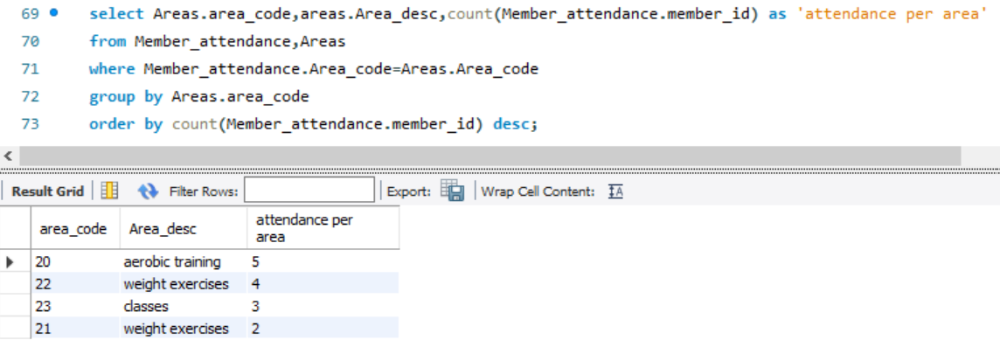 69 select Areas.area_code,areas.Area_desc,count(Member_attendance.member_id) as 'attendance per area'
70 from Member_attendance,Areas
71 where Member_attendance.Area_code=Areas.Area_code
72 group by Areas.area_code
73 order by count(Member_attendance.member_id) desc;
Result Grid Filter Rows: Export: Wrap Cell Content: IA
area_code Area_desc attendance per
area
20 aerobic training 5
22 weight exercises 4
23 classes 3
21 weight exercises 2